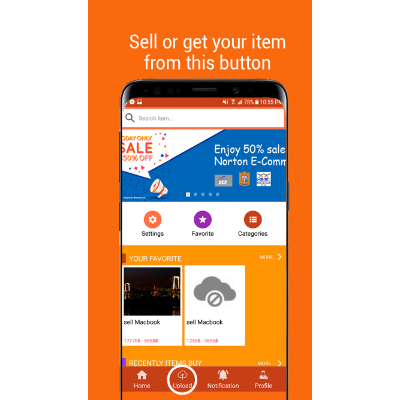 Sell or get your item
from this button
10:55 PM
Search item...
ODAY ONLY
SALE
50% OFF
Enjoy 50% sale
Norton E-Comm
Settings
Favorite
Categories
YOUR FAVORITE
MORE
sell Macbook
sell Macbook
RECENTLY ITEMS BUY
MORE
Home
Upload
Notification
Profile